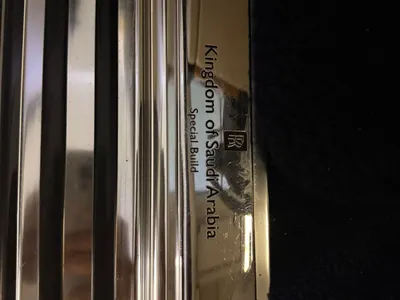 RR
Kingdom of Saudi Arabia
Special Build